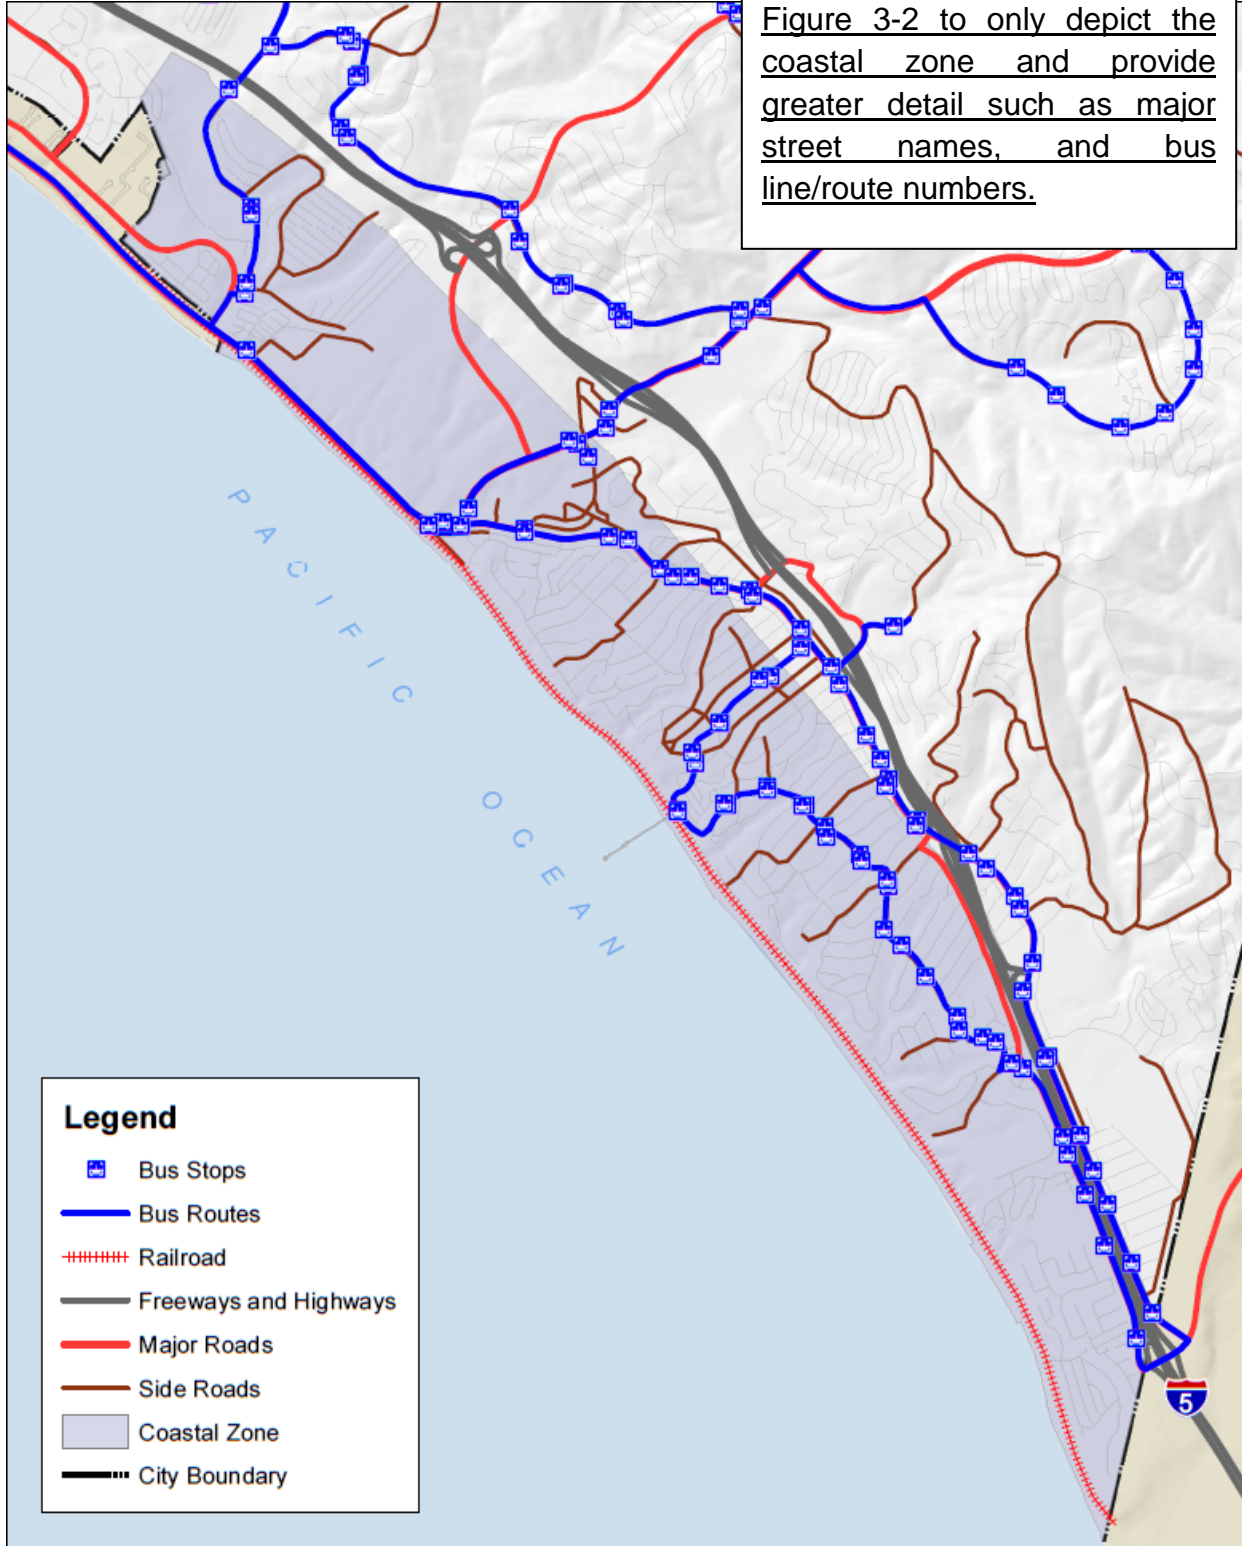 Figure 3-2 to only depict the
coastal zone and provide
greater detail such as major
street names, and bus
line/route numbers.
PACIFIC OCEAN
Legend
Bus Stops
Bus Routes
Railroad
Freeways and Highways
Major Roads
Side Roads
Coastal Zone
City Boundary
5